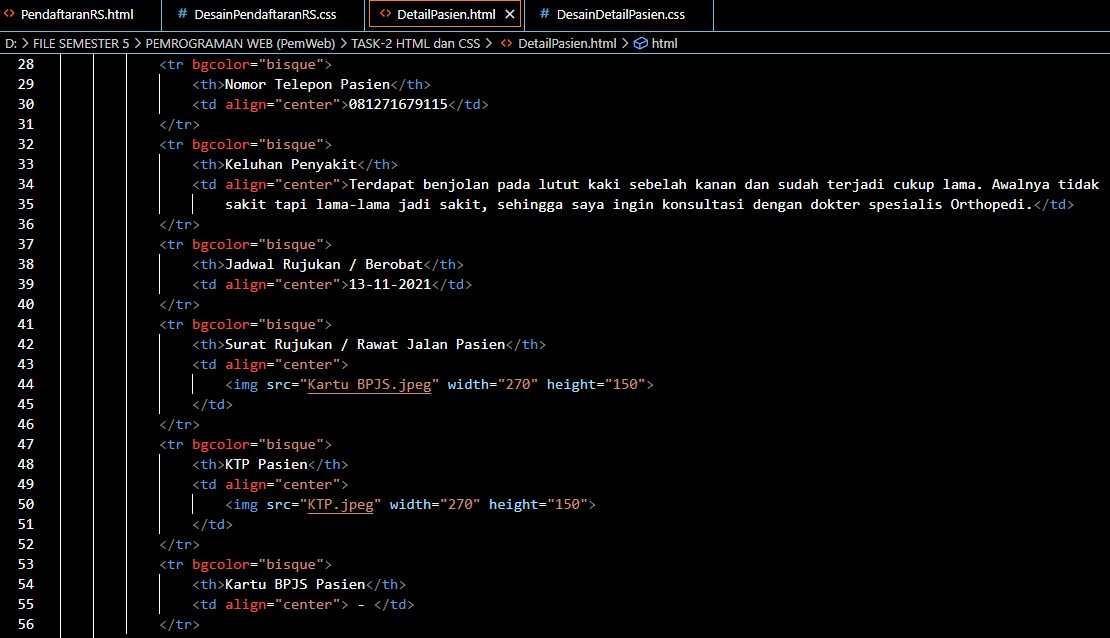 <> PendaftaranRS.html # DesainPendaftaranRS.css <> DetailPasien.html × # DesainDetailPasien.css
D: > FILE SEMESTER 5 > PEMROGRAMAN WEB (PemWeb) > TASK-2 HTML dan CSS > <> DetailPasien.html > html
28 <tr bgcolor="bisque">
29 <th>Nomor Telepon Pasien</th>
30 <td align="center">081271679115</td>
31 </tr>
32 <tr bgcolor="bisque">
33 <th>Keluhan Penyakit</th>
34 <td align="center">Terdapat benjolan pada lutut kaki sebelah kanan dan sudah terjadi cukup lama. Awalnya tidak
35 sakit tapi lama-lama jadi sakit, sehingga saya ingin konsultasi dengan dokter spesialis Orthopedi.</td>
36 </tr>
37 <tr bgcolor="bisque">
38 <th>Jadwal Rujukan / Berobat</th>
39 <td align="center">13-11-2021</td>
40 </tr>
41 <tr bgcolor="bisque">
42 <th>Surat Rujukan / Rawat Jalan Pasien</th>
43 <td align="center">
44 <img src="Kartu BPJS.jpeg" width="270" height="150">
45 </td>
46 </tr>
47 <tr bgcolor="bisque">
48 <th>KTP Pasien</th>
49 <td align="center">
50 <img src="KTP.jpeg" width="270" height="150">
51 </td>
52 </tr>
53 <tr bgcolor="bisque">
54 <th>Kartu BPJS Pasien</th>
55 <td align="center"> - </td>
56 </tr>